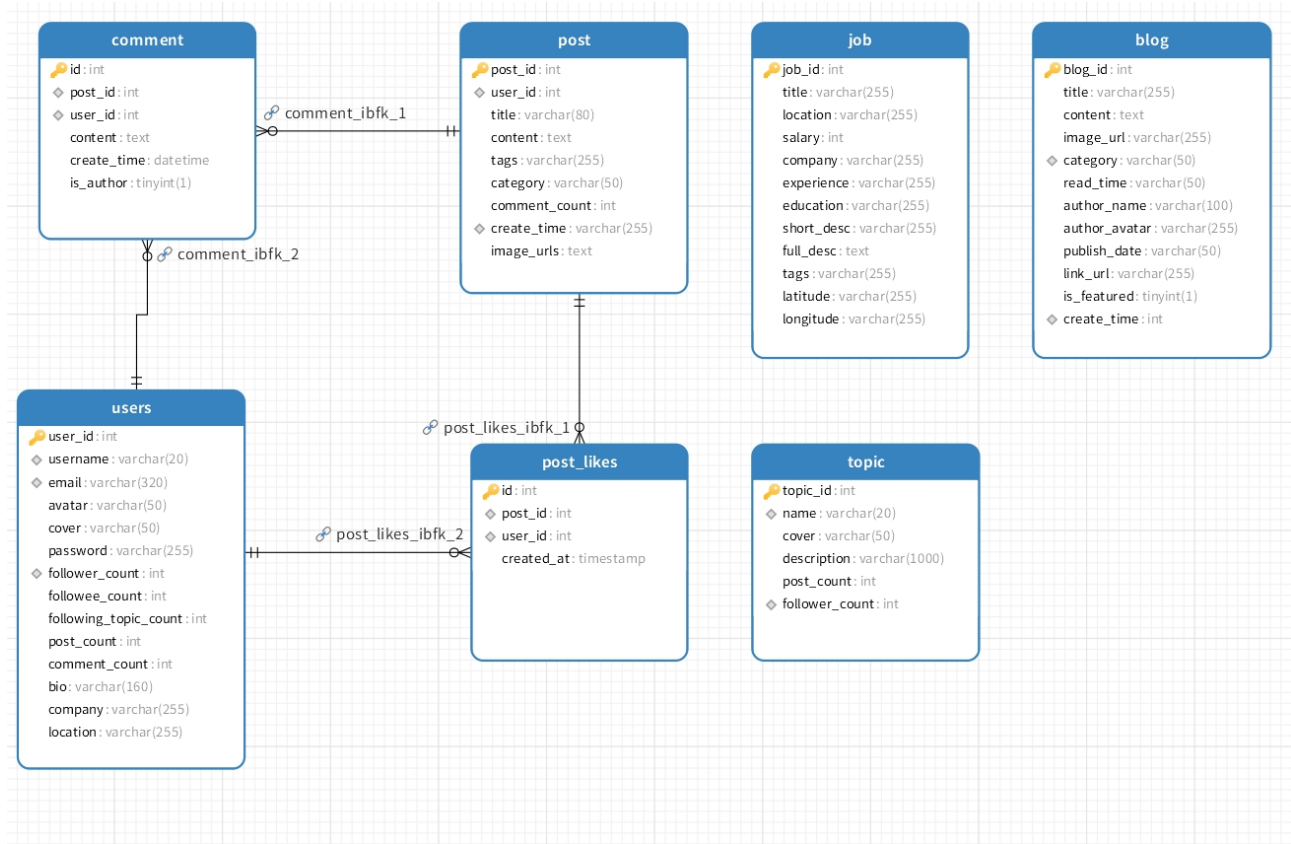 comment
id : int
post_id : int
user_id : int
content : text
create_time : datetime
is_author : tinyint(1)
comment_ibfk_1
comment_ibfk_2
post
post_id : int
user_id : int
title : varchar(80)
content : text
tags : varchar(255)
category : varchar(50)
comment_count : int
create_time : varchar(255)
image_urls : text
job
job_id : int
title : varchar(255)
location : varchar(255)
salary : int
company : varchar(255)
experience : varchar(255)
education : varchar(255)
short_desc : varchar(255)
full_desc : text
tags : varchar(255)
latitude : varchar(255)
longitude : varchar(255)
blog
blog_id : int
title : varchar(255)
content : text
image_url : varchar(255)
category : varchar(50)
read_time : varchar(50)
author_name : varchar(100)
author_avatar : varchar(255)
publish_date : varchar(50)
link_url : varchar(255)
is_featured : tinyint(1)
create_time : int
users
user_id : int
username : varchar(20)
email : varchar(320)
avatar : varchar(50)
cover : varchar(50)
password : varchar(255)
follower_count : int
followee_count : int
following_topic_count : int
post_count : int
comment_count : int
bio : varchar(160)
company : varchar(255)
location : varchar(255)
post_likes_ibfk_1
post_likes_ibfk_2
post_likes
id : int
post_id : int
user_id : int
created_at : timestamp
topic
topic_id : int
name : varchar(20)
cover : varchar(50)
description : varchar(1000)
post_count : int
follower_count : int